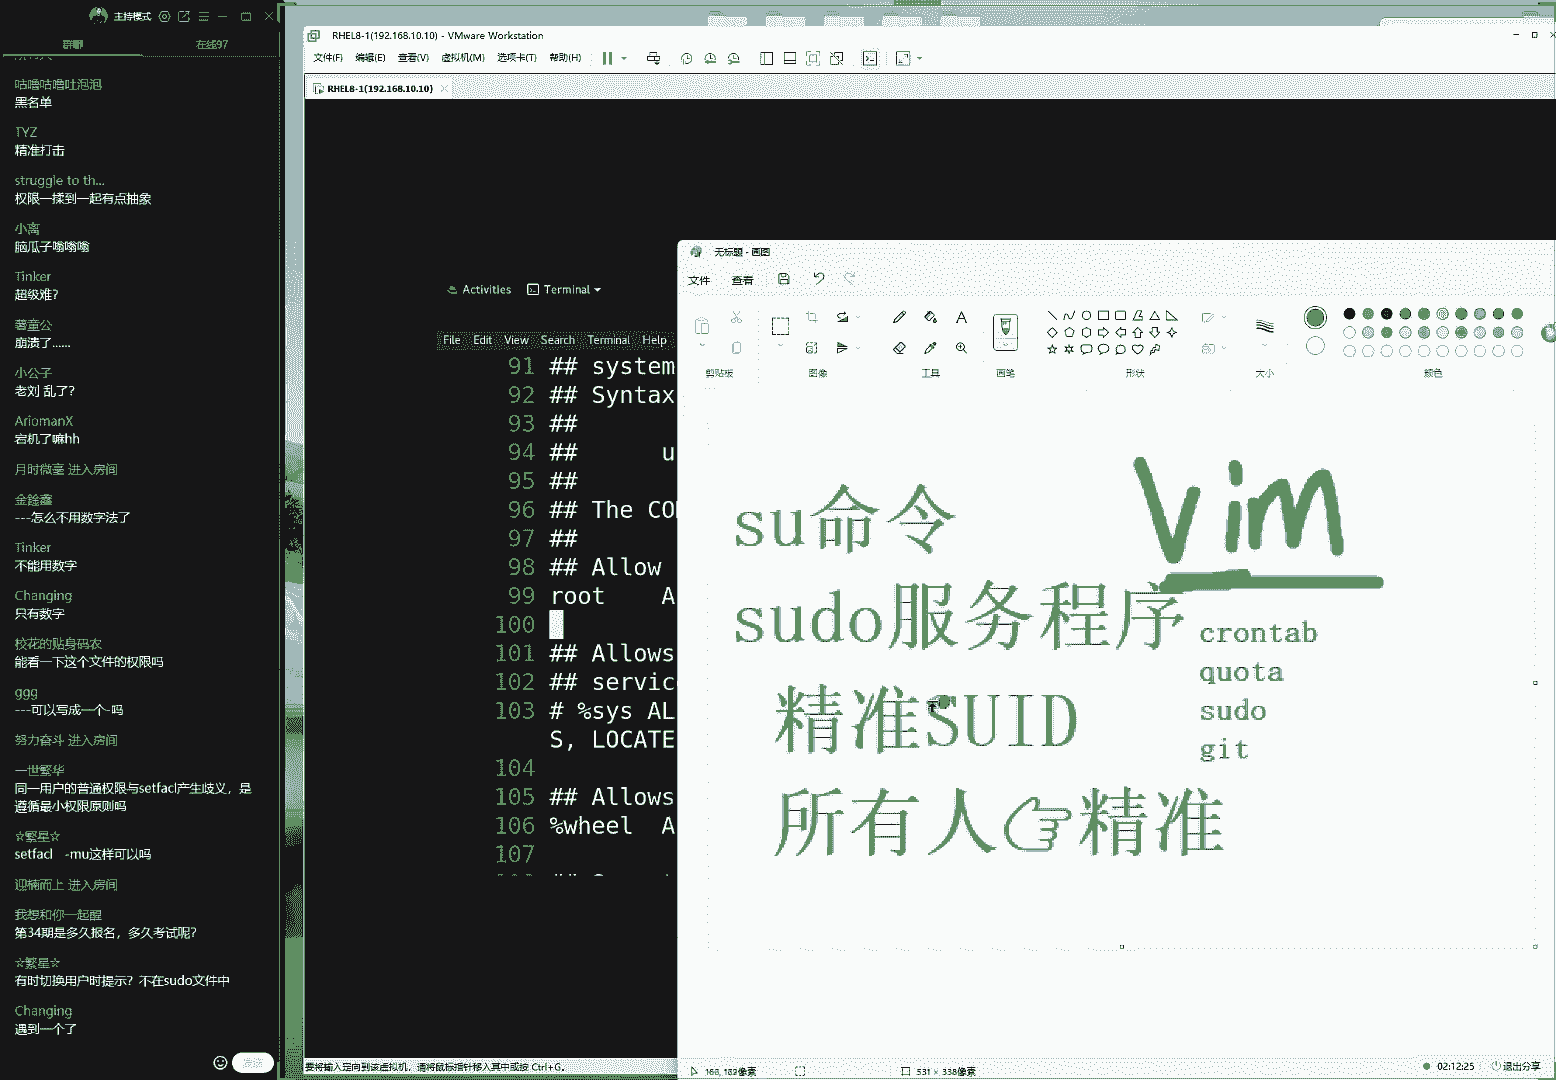 主持模式
群聊
在线97
咕噜咕噜吐泡泡
黑名单
TYZ
精准打击
struggle to th...
权限一揉到一起有点抽象
小离
脑瓜子嗡嗡嗡
Tinker
超级难?
薯童公
崩溃了......
小公子
老刘 乱了?
AriomanX
宕机了嘛hh
月时微毫 进入房间
金銓鑫
---怎么不用数字法了
Tinker
不能用数字
Changing
只有数字
校花的贴身码农
能看一下这个文件的权限吗
ggg
---可以写成一个-吗
努力奋斗 进入房间
一世繁华
同一用户的普通权限与setfacl产生歧义，是
遵循最小权限原则吗
☆繁星☆
setfacl -mu这样可以吗
迎楠而上 进入房间
我想和你一起醒
第34期是多久报名，多久考试呢?
☆繁星☆
有时切换用户时提示？不在sudo文件中
Changing
遇到一个了
RHEL8-1(192.168.10.10) - VMware Workstation
文件(F) 编辑(E) 查看(V) 虚拟机(M) 选项卡(T) 帮助(H)
RHEL8-1(192.168.10.10)
Activities Terminal
File Edit View Search Terminal Help
91 ## system
92 ## Syntax
93 ##
94 ## u
95 ##
96 ## The CO
97 ##
98 ## Allow
99 root A
100
101 ## Allows
102 ## servic
103 # %sys AL
S, LOCATE
104
105 ## Allows
106 %wheel A
107
要将输入定向到该虚拟机，请将鼠标指针移入其中或按 Ctrl+G。
无标题 - 画图
文件 查看
剪贴板 图像 工具 画笔 形状 大小 颜色
Vim
su命令
sudo服务程序
crontab
quota
sudo
git
精准SUID
所有人👉精准
166, 182像素 531 × 338像素
02:12:25 退出分享